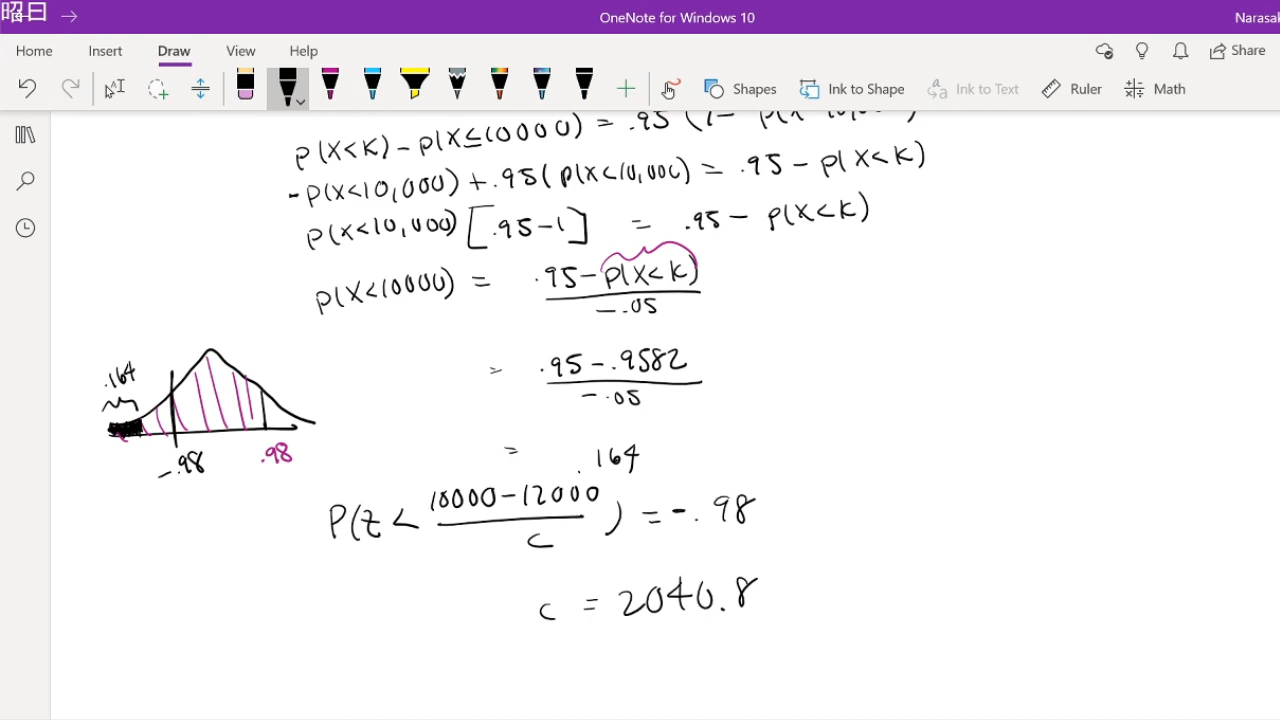 昭曰
OneNote for Windows 10
Narasak
Home Insert Draw View Help
Share
Shapes Ink to Shape Ink to Text Ruler Math
P(X<K) - P(X≤10000) = .95 (1 -
-P(X<10,000) + .95(P(X<10,000) = .95 - P(X<K)
P(X<10,000) [.95-1] = .95 - P(X<K)
P(X<10000) = .95-P(X<K)
-.05
= .95-.9582
-.05
.164
-.98 .98
= .164
P(Z < 10000-12000 ) = -.98
c
c = 2040.8